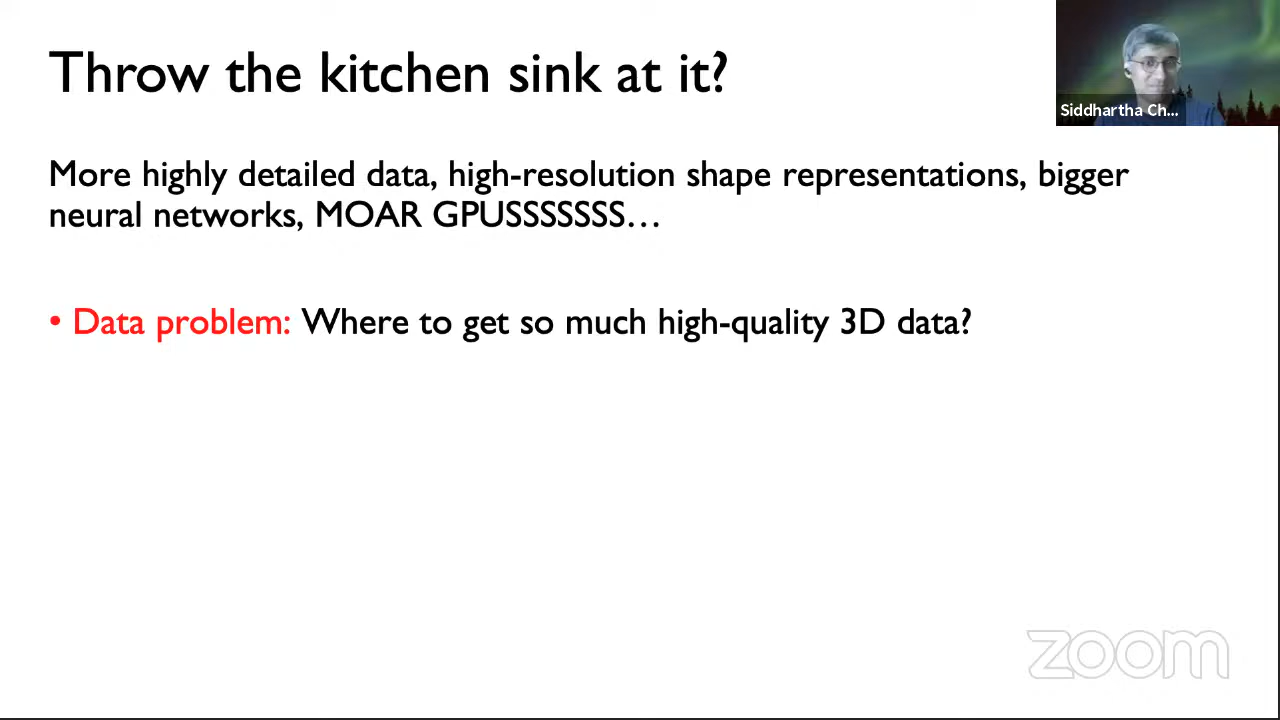 Throw the kitchen sink at it?
Siddhartha Ch...
More highly detailed data, high-resolution shape representations, bigger
neural networks, MOAR GPUSSSSSSS…
• Data problem: Where to get so much high-quality 3D data?
zoom